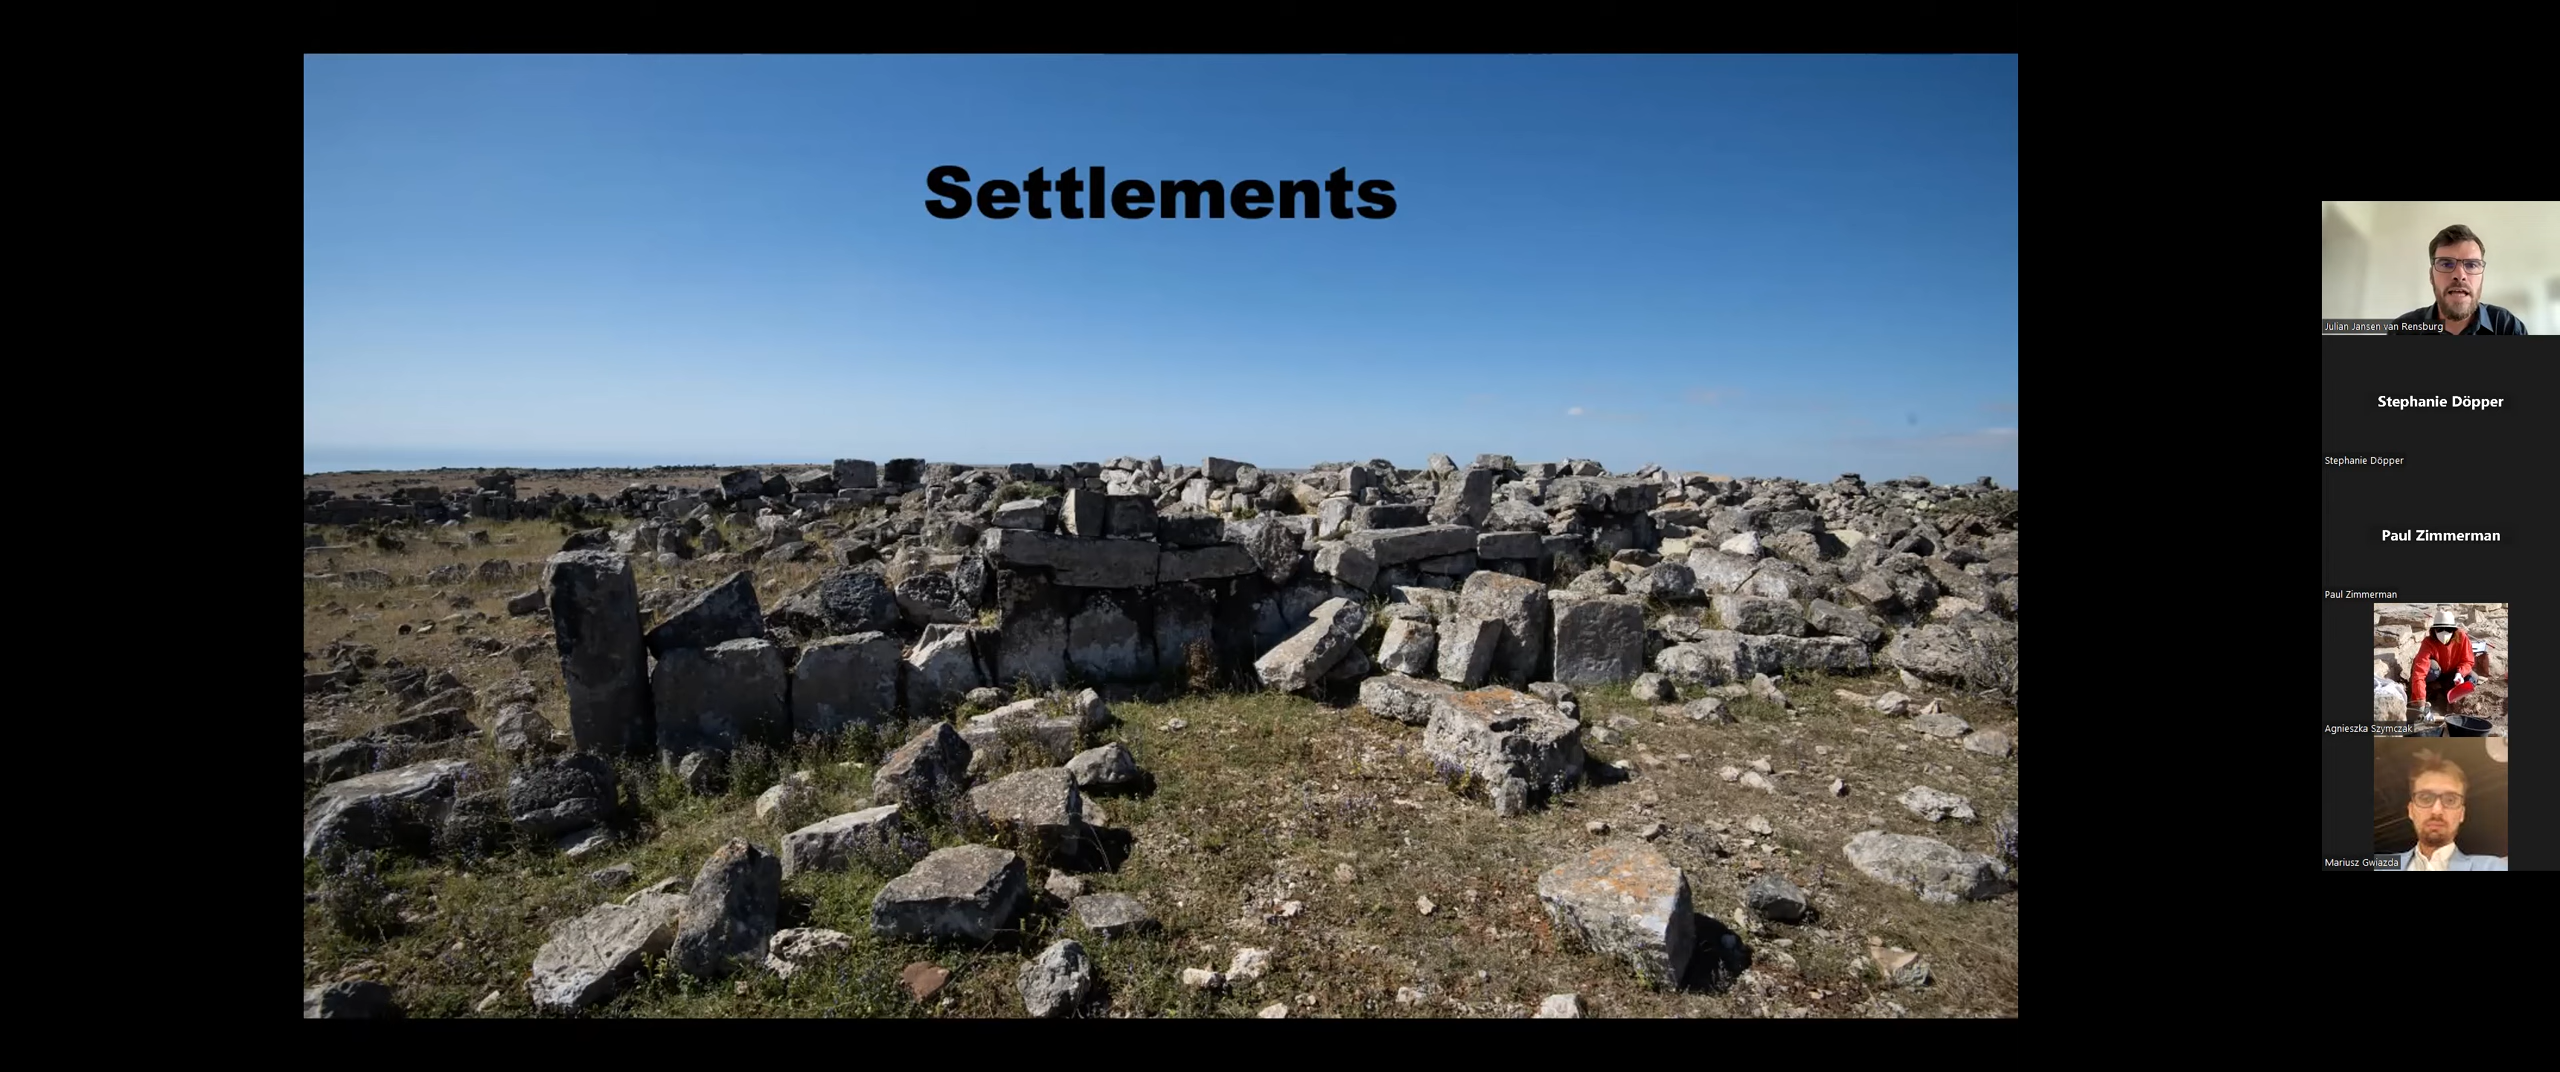 Settlements
Julian Jansen van Rensburg
Stephanie Döpper
Stephanie Döpper
Paul Zimmerman
Paul Zimmerman
Agnieszka Szymczak
Mariusz Gwiazda